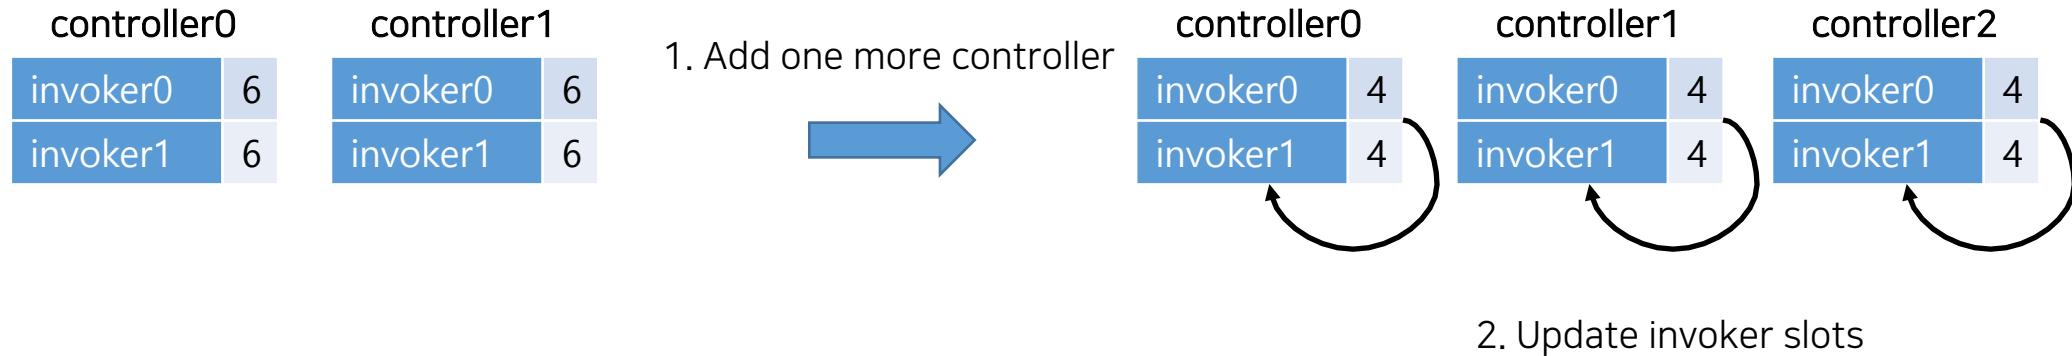 controller0
invoker0 6
invoker1 6
controller1
invoker0 6
invoker1 6
1. Add one more controller
controller0
invoker0 4
invoker1 4
controller1
invoker0 4
invoker1 4
controller2
invoker0 4
invoker1 4
2. Update invoker slots